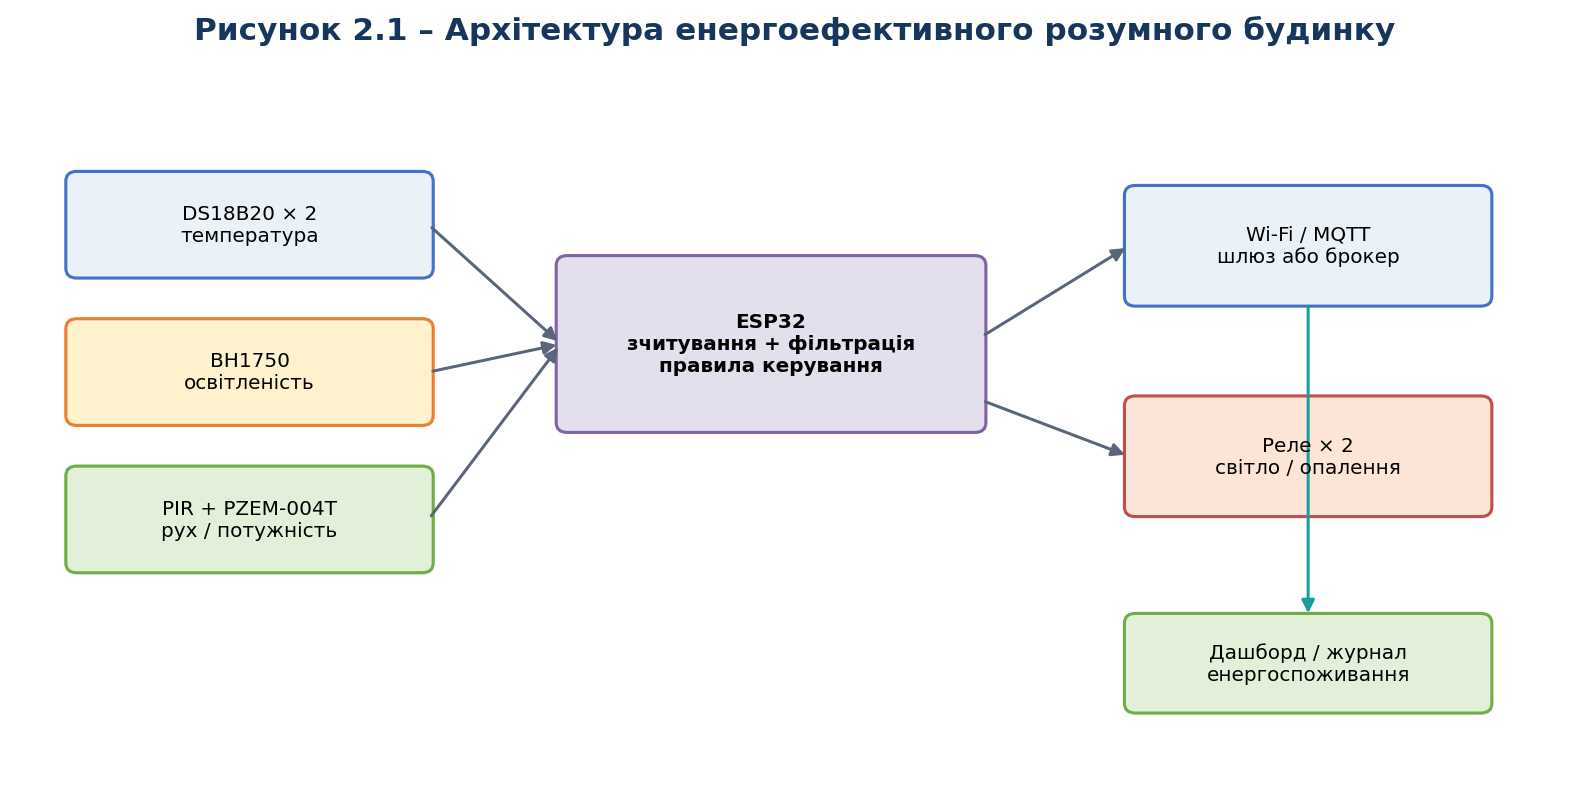 Рисунок 2.1 – Архітектура енергоефективного розумного будинку
DS18B20 × 2
температура
BH1750
освітленість
PIR + PZEM-004T
рух / потужність
ESP32
зчитування + фільтрація
правила керування
Wi-Fi / MQTT
шлюз або брокер
Реле × 2
світло / опалення
Дашборд / журнал
енергоспоживання